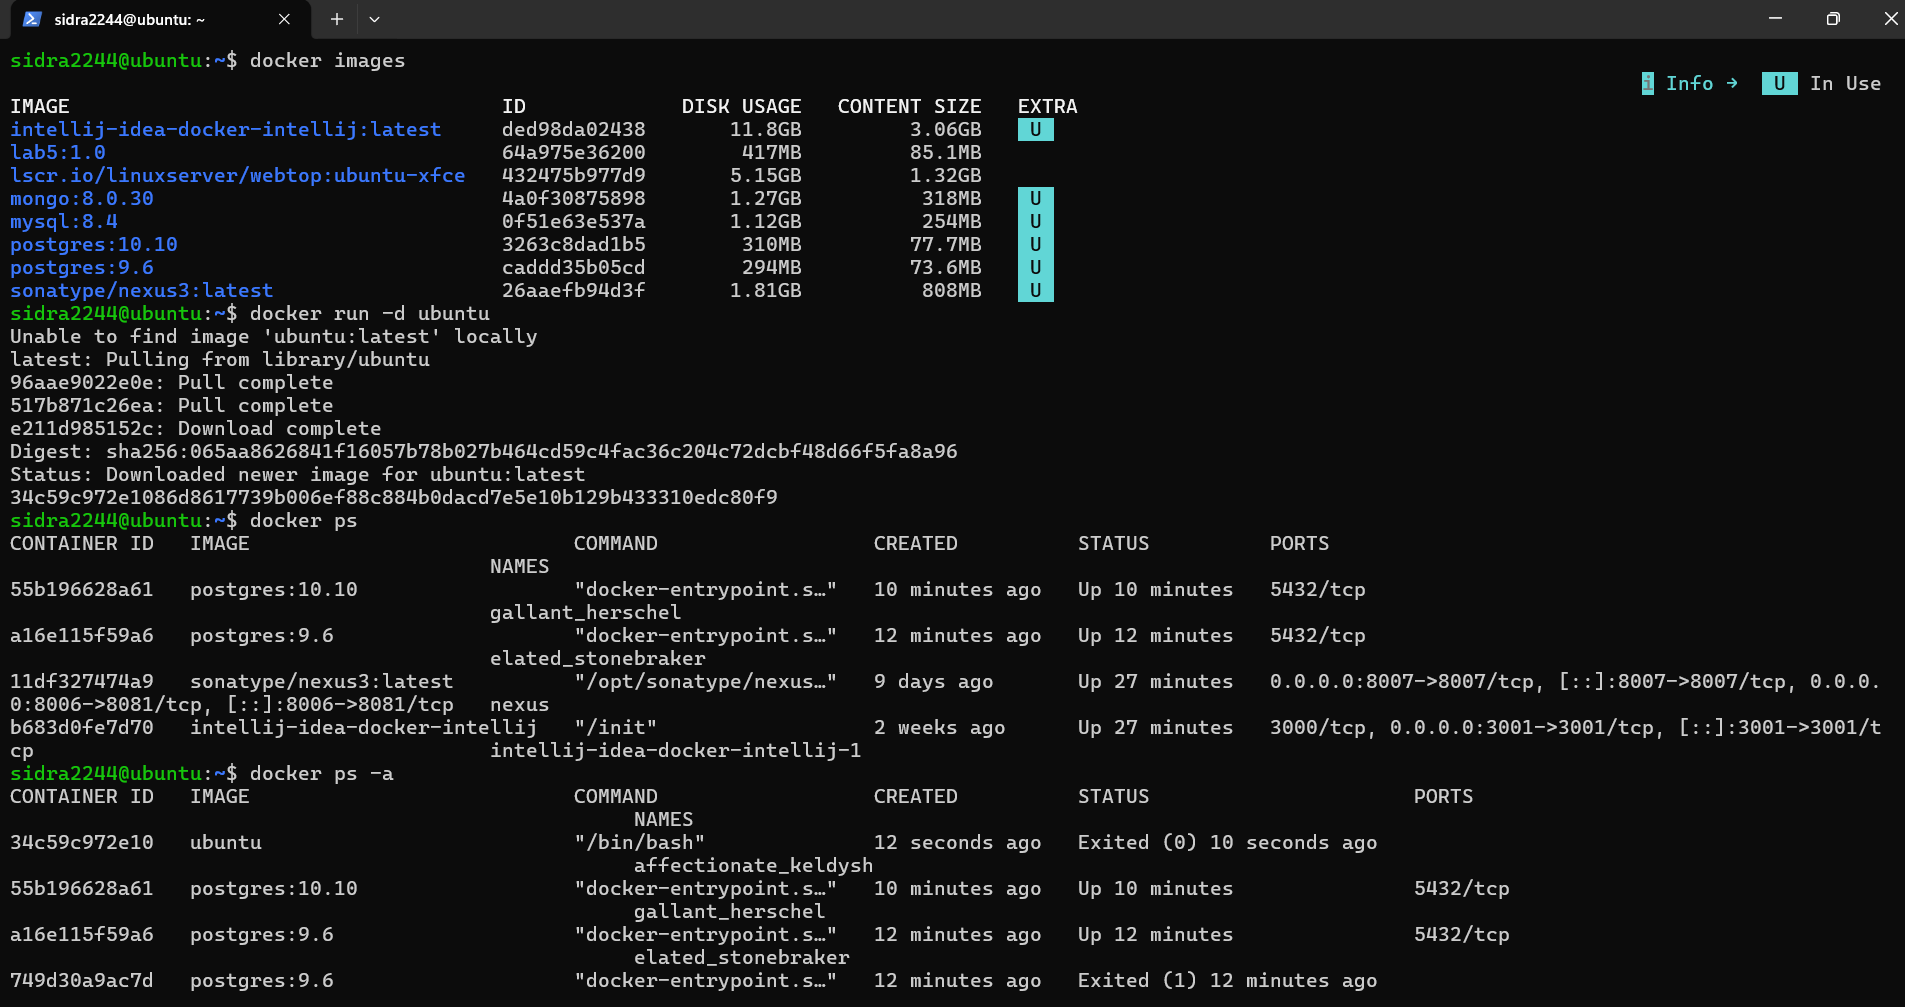 sidra2244@ubuntu: ~
sidra2244@ubuntu:~$ docker images
i Info →   U  In Use
IMAGE                                    ID             DISK USAGE   CONTENT SIZE   EXTRA
intellij-idea-docker-intellij:latest     ded98da02438       11.8GB         3.06GB    U
lab5:1.0                                 64a975e36200        417MB         85.1MB
lscr.io/linuxserver/webtop:ubuntu-xfce   432475b977d9       5.15GB         1.32GB
mongo:8.0.30                             4a0f30875898       1.27GB          318MB    U
mysql:8.4                                0f51e63e537a       1.12GB          254MB    U
postgres:10.10                           3263c8dad1b5        310MB         77.7MB    U
postgres:9.6                             caddd35b05cd        294MB         73.6MB    U
sonatype/nexus3:latest                   26aaefb94d3f       1.81GB          808MB    U
sidra2244@ubuntu:~$ docker run -d ubuntu
Unable to find image 'ubuntu:latest' locally
latest: Pulling from library/ubuntu
96aae9022e0e: Pull complete
517b871c26ea: Pull complete
e211d985152c: Download complete
Digest: sha256:065aa8626841f16057b78b027b464cd59c4fac36c204c72dcbf48d66f5fa8a96
Status: Downloaded newer image for ubuntu:latest
34c59c972e1086d8617739b006ef88c884b0dacd7e5e10b129b433310edc80f9
sidra2244@ubuntu:~$ docker ps
CONTAINER ID   IMAGE                           COMMAND                  CREATED          STATUS          PORTS
                                        NAMES
55b196628a61   postgres:10.10                  "docker-entrypoint.s…"   10 minutes ago   Up 10 minutes   5432/tcp
                                        gallant_herschel
a16e115f59a6   postgres:9.6                    "docker-entrypoint.s…"   12 minutes ago   Up 12 minutes   5432/tcp
                                        elated_stonebraker
11df327474a9   sonatype/nexus3:latest          "/opt/sonatype/nexus…"   9 days ago       Up 27 minutes   0.0.0.0:8007->8007/tcp, [::]:8007->8007/tcp, 0.0.0.
0:8006->8081/tcp, [::]:8006->8081/tcp   nexus
b683d0fe7d70   intellij-idea-docker-intellij   "/init"                  2 weeks ago      Up 27 minutes   3000/tcp, 0.0.0.0:3001->3001/tcp, [::]:3001->3001/t
cp                                      intellij-idea-docker-intellij-1
sidra2244@ubuntu:~$ docker ps -a
CONTAINER ID   IMAGE                           COMMAND                  CREATED          STATUS                      PORTS
                                                    NAMES
34c59c972e10   ubuntu                          "/bin/bash"              12 seconds ago   Exited (0) 10 seconds ago
                                                    affectionate_keldysh
55b196628a61   postgres:10.10                  "docker-entrypoint.s…"   10 minutes ago   Up 10 minutes               5432/tcp
                                                    gallant_herschel
a16e115f59a6   postgres:9.6                    "docker-entrypoint.s…"   12 minutes ago   Up 12 minutes               5432/tcp
                                                    elated_stonebraker
749d30a9ac7d   postgres:9.6                    "docker-entrypoint.s…"   12 minutes ago   Exited (1) 12 minutes ago